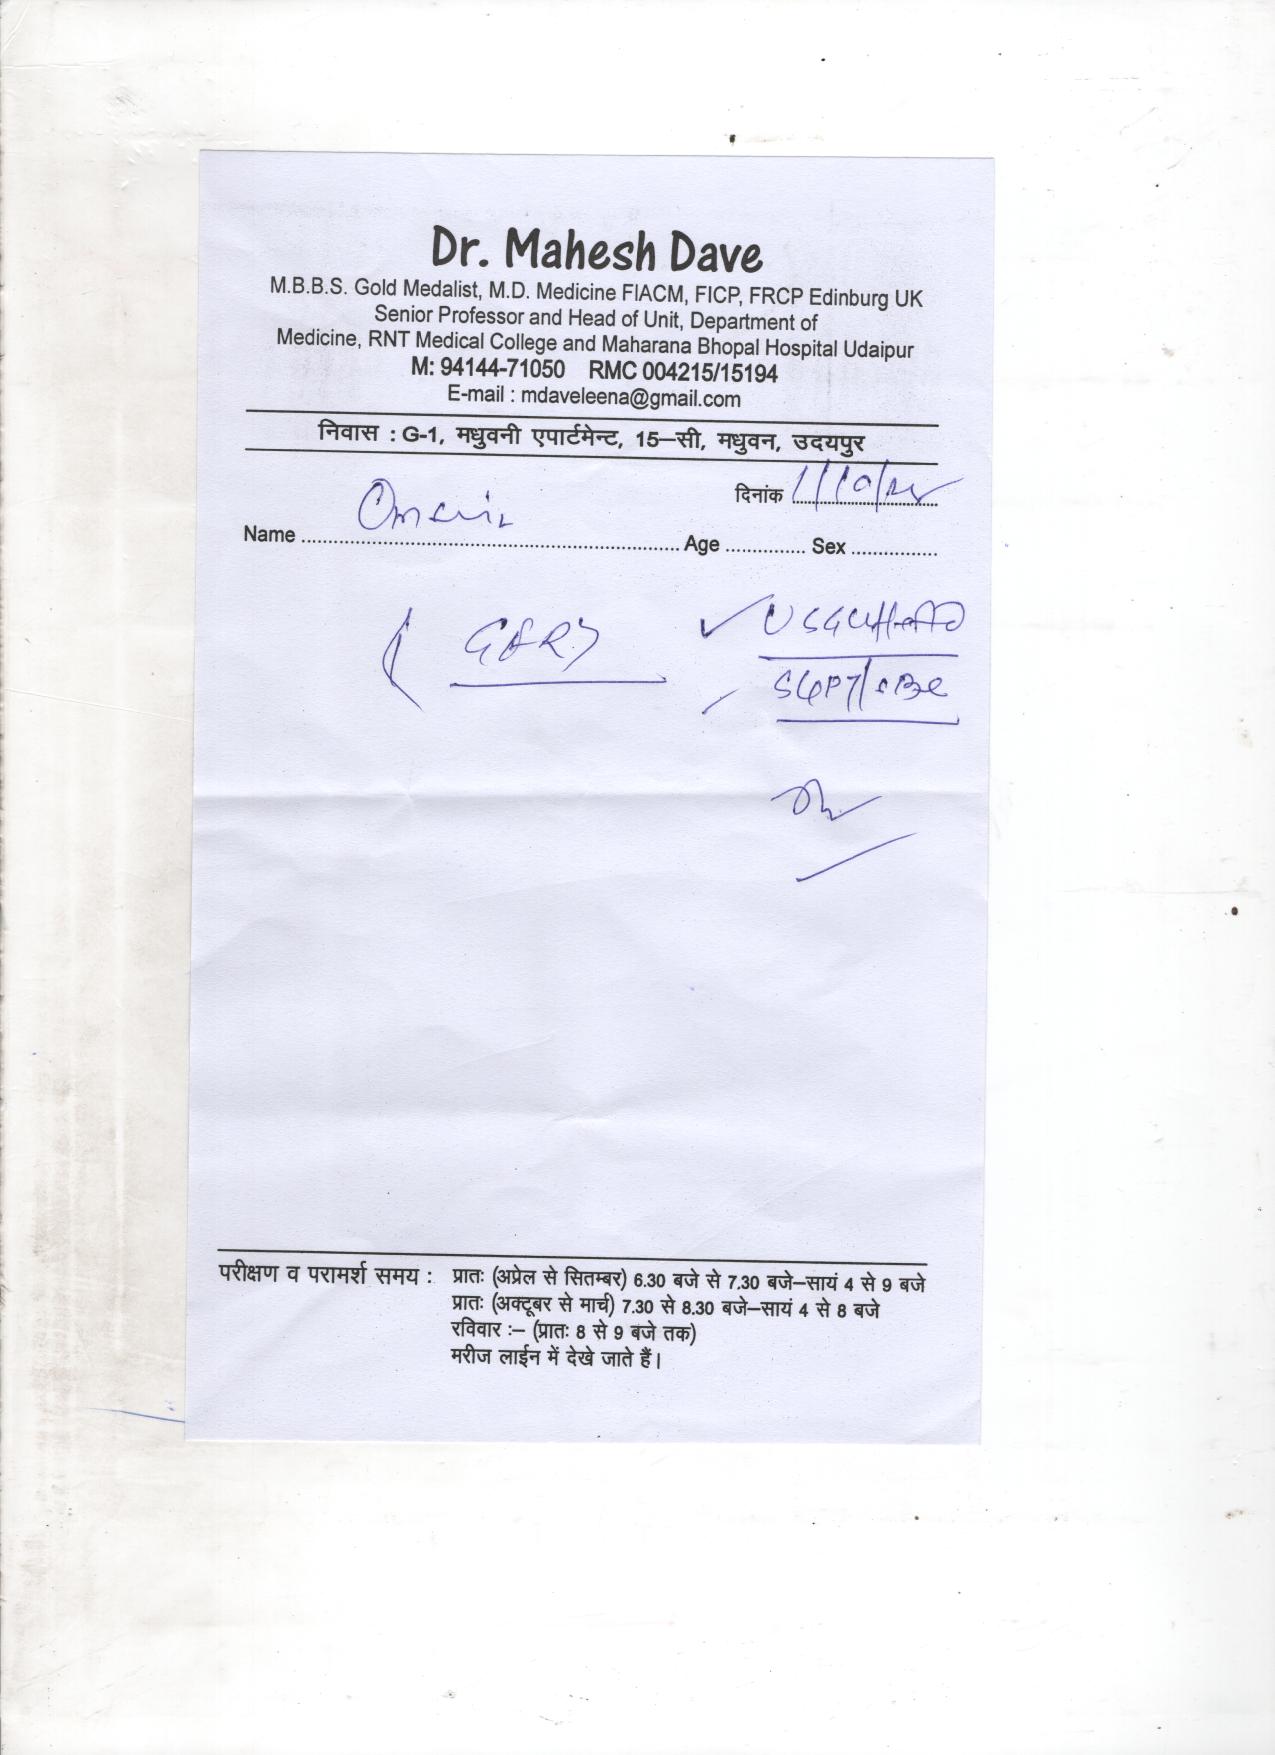 Dr. Mahesh Dave
M.B.B.S. Gold Medalist, M.D. Medicine FIACM, FICP, FRCP Edinburg UK
Senior Professor and Head of Unit, Department of
Medicine, RNT Medical College and Maharana Bhopal Hospital Udaipur
M: 94144-71050 RMC 004215/15194
E-mail : mdaveleena@gmail.com
निवास : G-1, मधुवनी एपार्टमेन्ट, 15–सी, मधुवन, उदयपुर
दिनांक
Name Age Sex
SGPT/CBC
परीक्षण व परामर्श समय : प्रातः (अप्रेल से सितम्बर) 6.30 बजे से 7.30 बजे–सायं 4 से 9 बजे
प्रातः (अक्टूबर से मार्च) 7.30 से 8.30 बजे–सायं 4 से 8 बजे
रविवार :– (प्रातः 8 से 9 बजे तक)
मरीज लाईन में देखे जाते हैं।